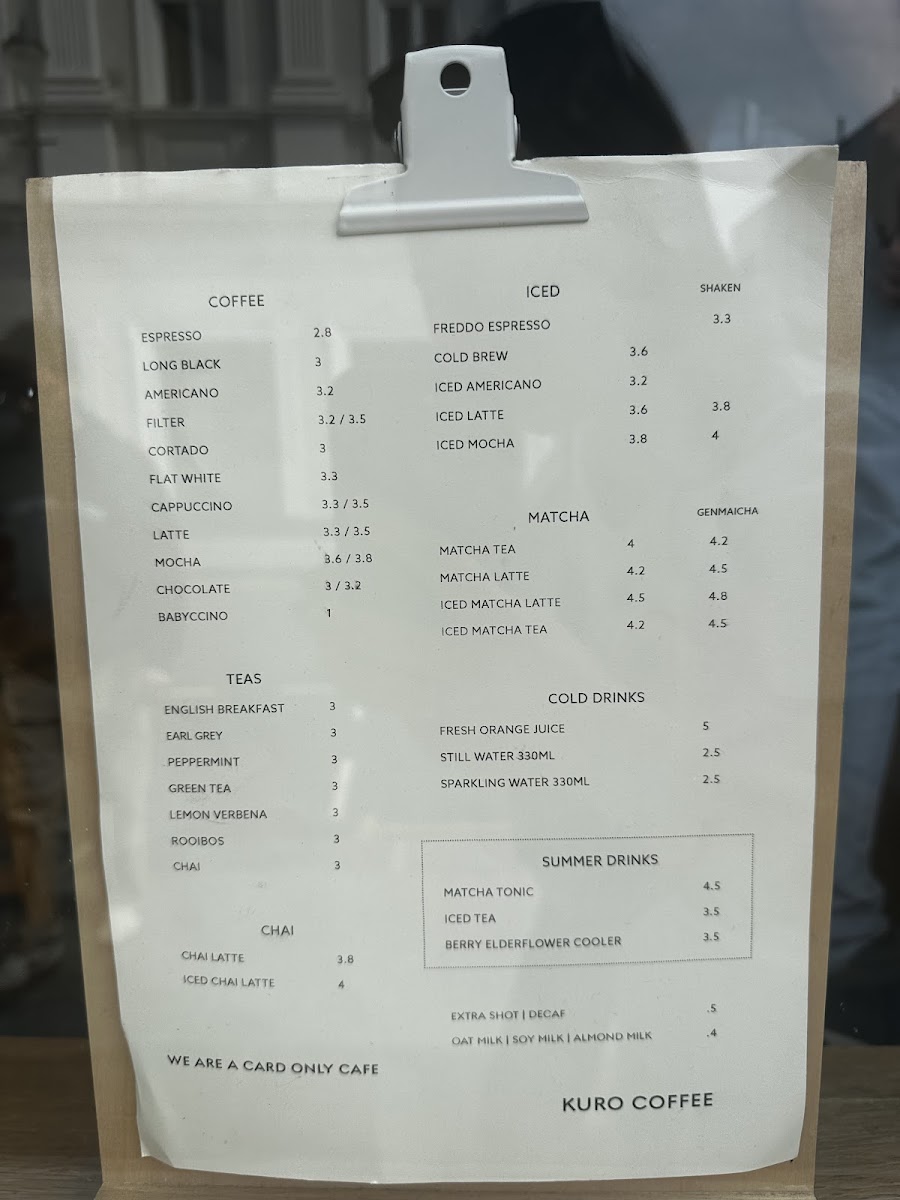 COFFEE
ESPRESSO 2.8
LONG BLACK 3
AMERICANO 3.2
FILTER 3.2 / 3.5
CORTADO 3
FLAT WHITE 3.3
CAPPUCCINO 3.3 / 3.5
LATTE 3.3 / 3.5
MOCHA 3.6 / 3.8
CHOCOLATE 3 / 3.2
BABYCCINO 1
TEAS
ENGLISH BREAKFAST 3
EARL GREY 3
PEPPERMINT 3
GREEN TEA 3
LEMON VERBENA 3
ROOIBOS 3
CHAI 3
CHAI
CHAI LATTE 3.8
ICED CHAI LATTE 4
WE ARE A CARD ONLY CAFE
ICED SHAKEN
FREDDO ESPRESSO 3.3
COLD BREW 3.6
ICED AMERICANO 3.2
ICED LATTE 3.6 3.8
ICED MOCHA 3.8 4
MATCHA GENMAICHA
MATCHA TEA 4 4.2
MATCHA LATTE 4.2 4.5
ICED MATCHA LATTE 4.5 4.8
ICED MATCHA TEA 4.2 4.5
COLD DRINKS
FRESH ORANGE JUICE 5
STILL WATER 330ML 2.5
SPARKLING WATER 330ML 2.5
SUMMER DRINKS
MATCHA TONIC 4.5
ICED TEA 3.5
BERRY ELDERFLOWER COOLER 3.5
EXTRA SHOT | DECAF .5
OAT MILK | SOY MILK | ALMOND MILK .4
KURO COFFEE